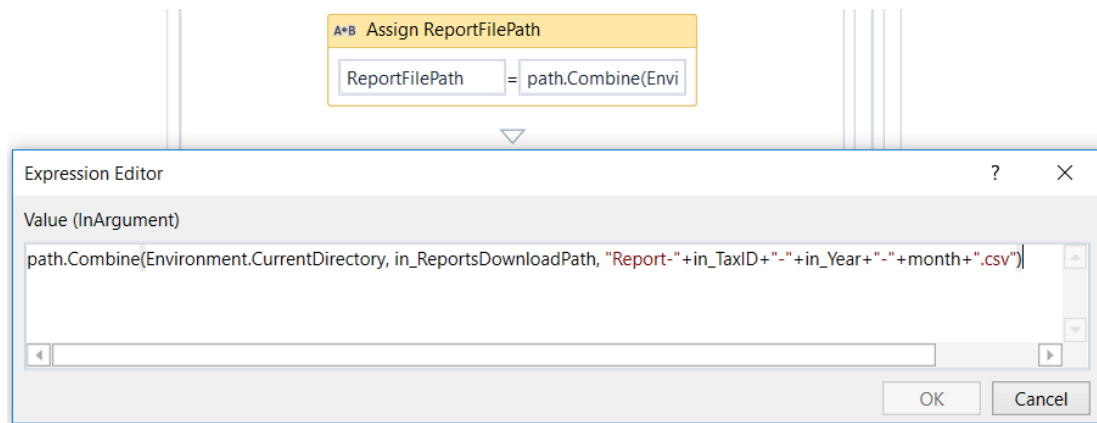 A+B Assign ReportFilePath
ReportFilePath = path.Combine(Envi
Expression Editor ?
Value (InArgument)
path.Combine(Environment.CurrentDirectory, in_ReportsDownloadPath, "Report-"+in_TaxID+"-"+in_Year+"-"+month+".csv")
OK Cancel